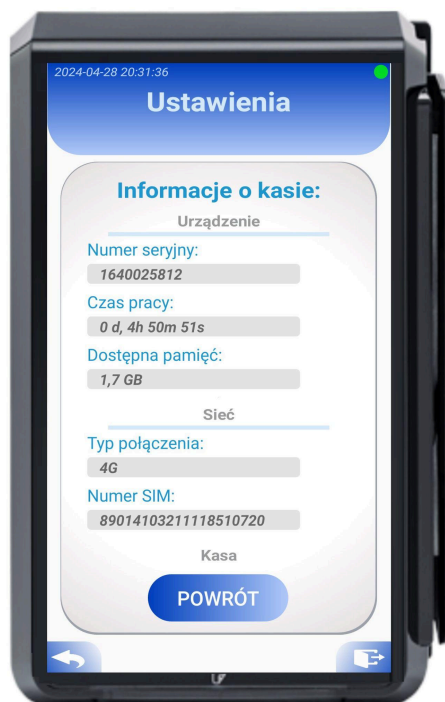 2024-04-28 20:31:36
Ustawienia
Informacje o kasie:
Urządzenie
Numer seryjny:
1640025812
Czas pracy:
0 d, 4h 50m 51s
Dostępna pamięć:
1,7 GB
Sieć
Typ połączenia:
4G
Numer SIM:
89014103211118510720
Kasa
POWRÓT